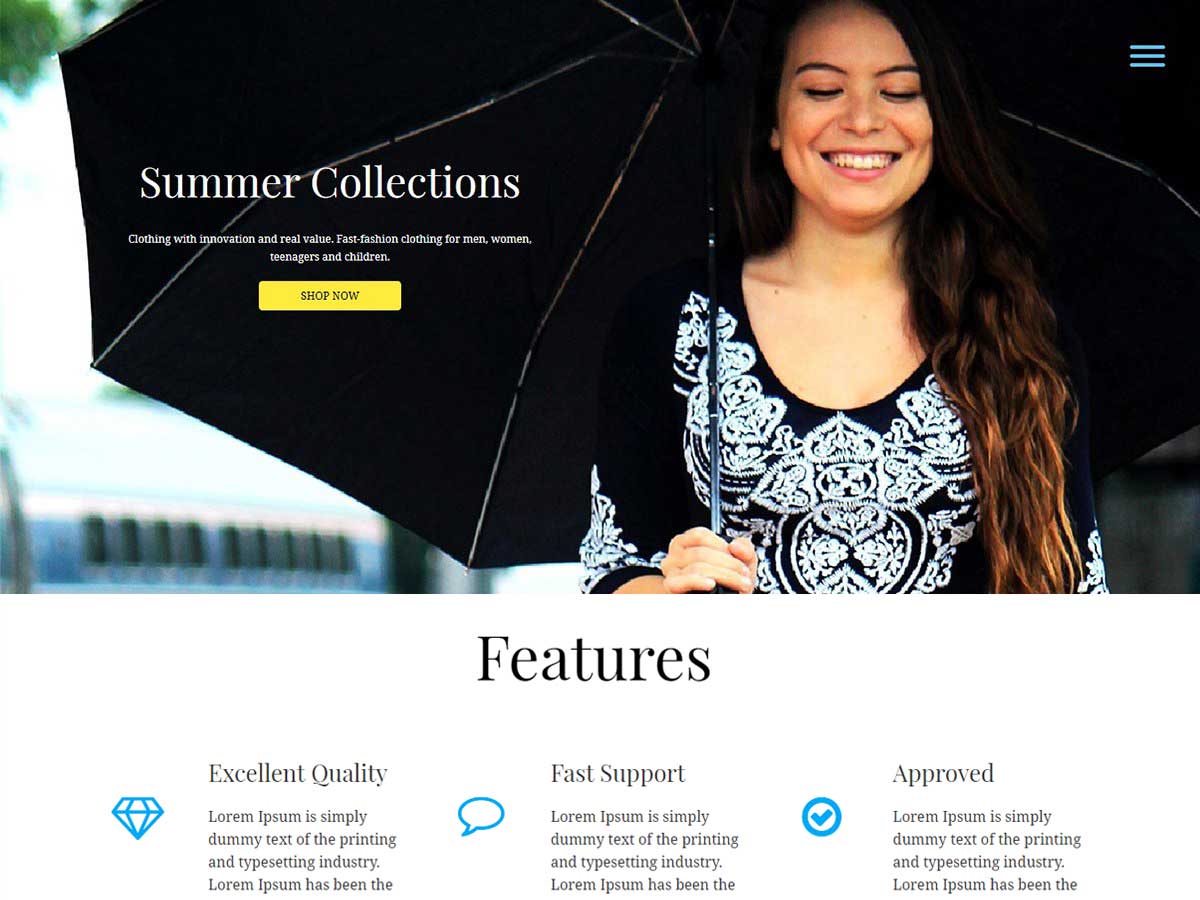 Summer Collections
Clothing with innovation and real value. Fast-fashion clothing for men, women,
teenagers and children.
SHOP NOW
Features
Excellent Quality
Lorem Ipsum is simply
dummy text of the printing
and typesetting industry.
Lorem Ipsum has been the
Fast Support
Lorem Ipsum is simply
dummy text of the printing
and typesetting industry.
Lorem Ipsum has been the
Approved
Lorem Ipsum is simply
dummy text of the printing
and typesetting industry.
Lorem Ipsum has been the